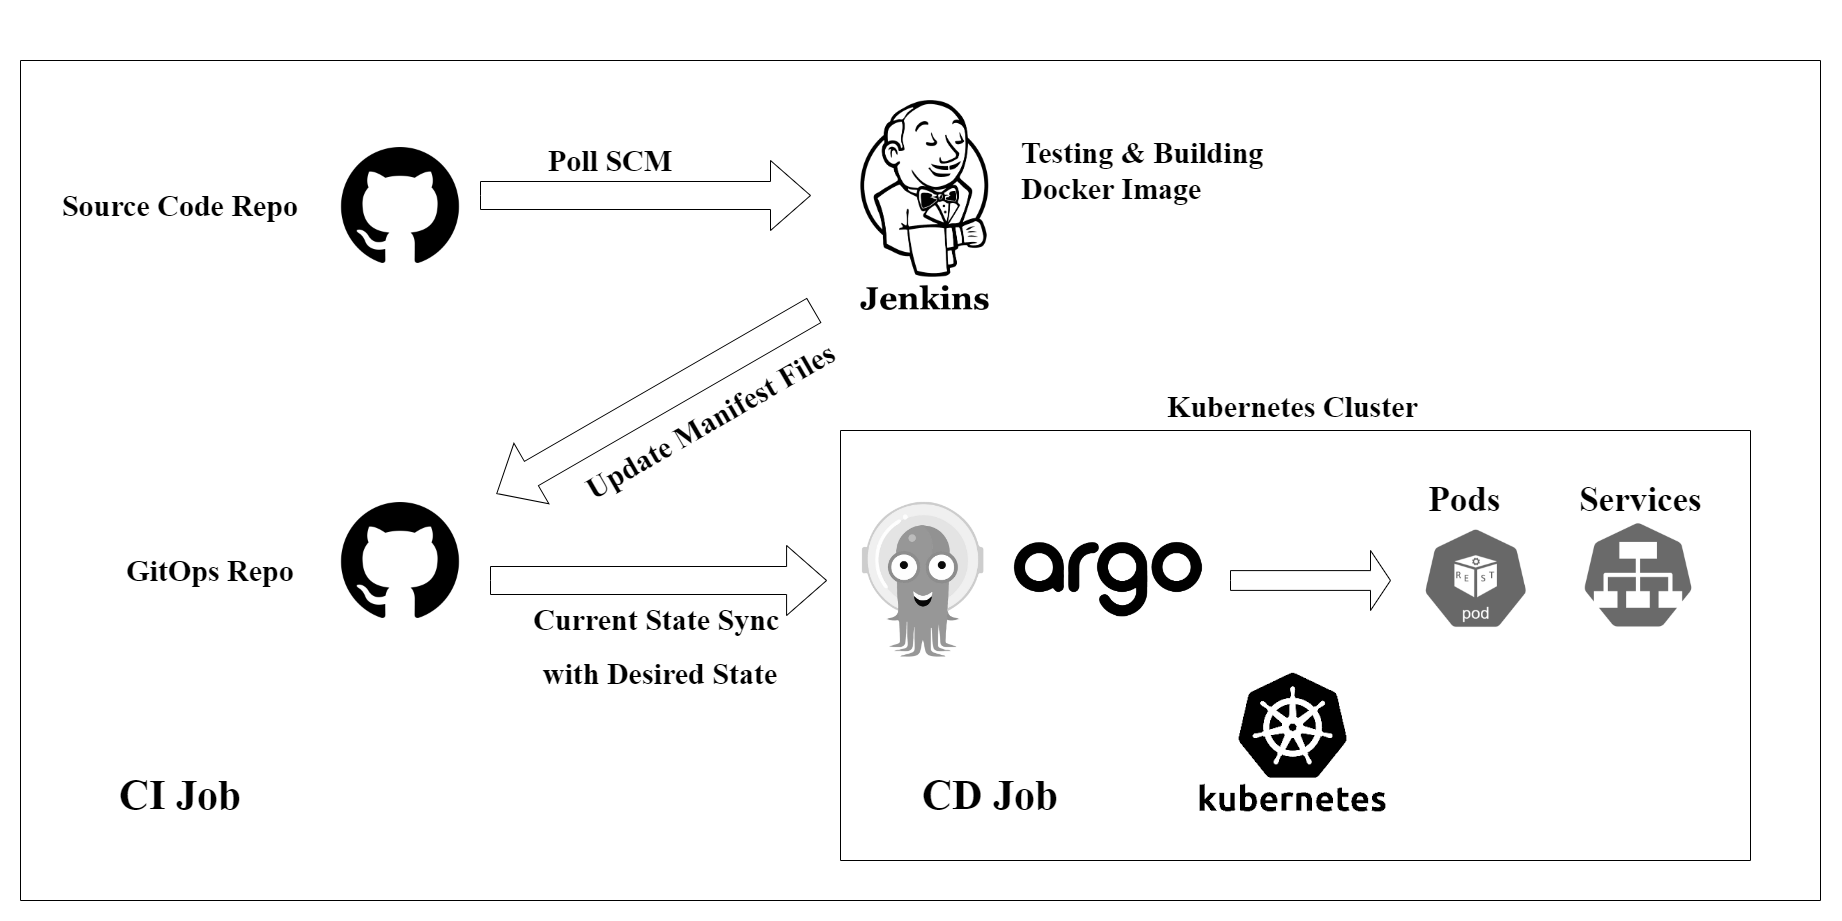 Source Code Repo
Poll SCM
Testing & Building
Docker Image
Jenkins
Update Manifest Files
Kubernetes Cluster
GitOps Repo
Current State Sync
with Desired State
argo
Pods
Services
REST
pod
CI Job
CD Job
kubernetes